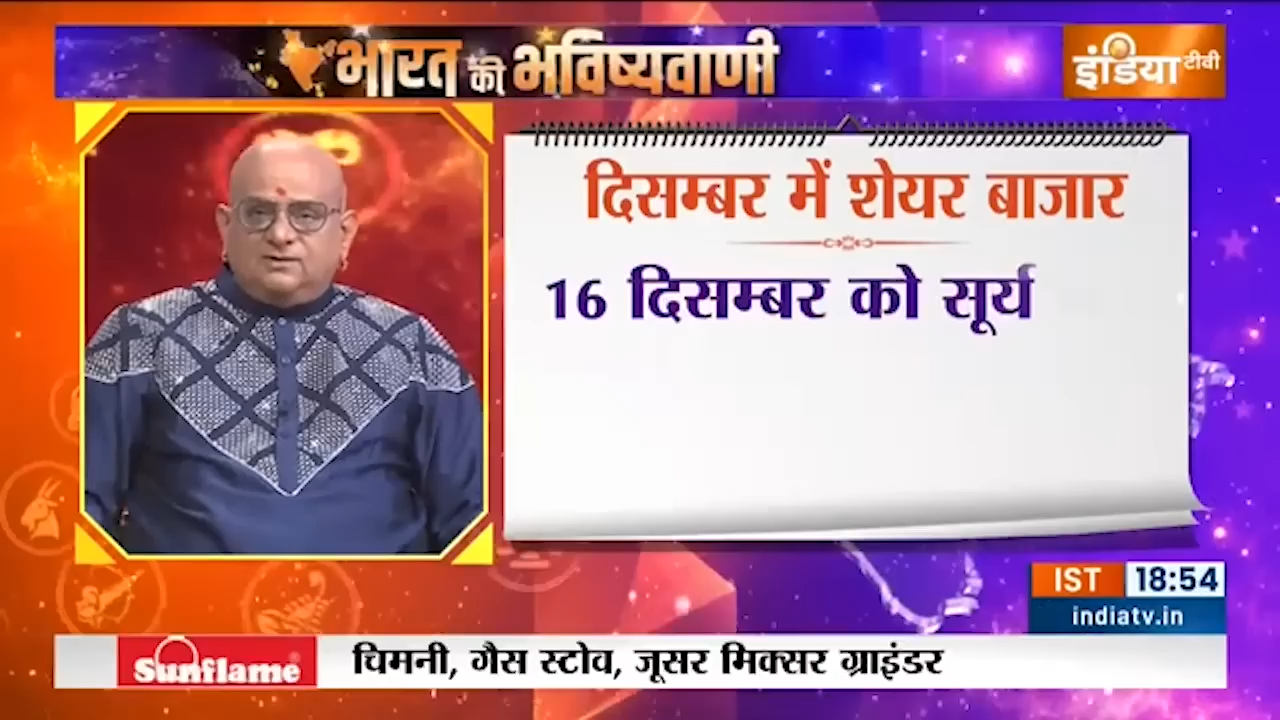 भारत की भविष्यवाणी
इंडिया टीवी
दिसम्बर में शेयर बाजार
16 दिसम्बर को सूर्य
IST 18:54
indiatv.in
Sunflame
चिमनी, गैस स्टोव, जूसर मिक्सर ग्राइंडर